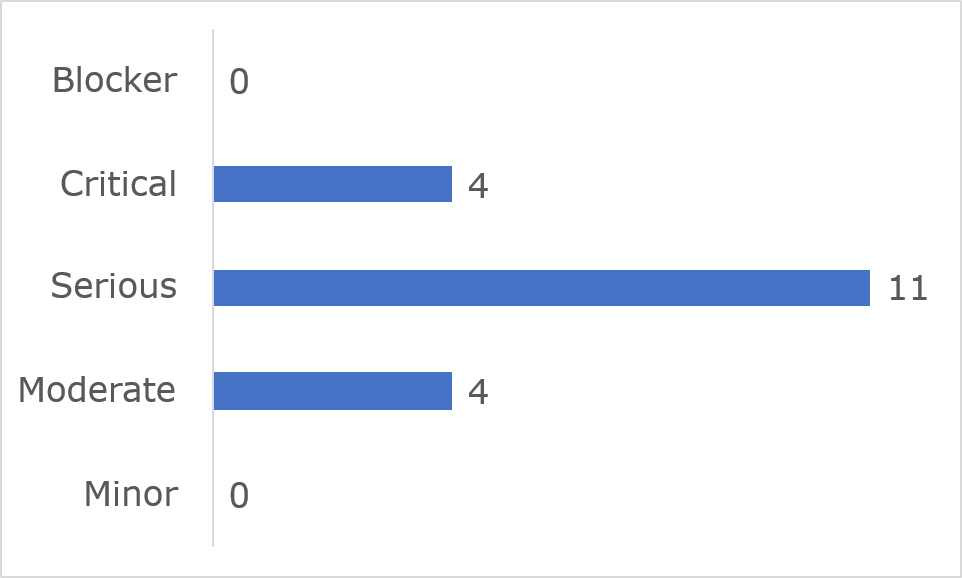 Blocker 0
Critical 4
Serious 11
Moderate 4
Minor 0